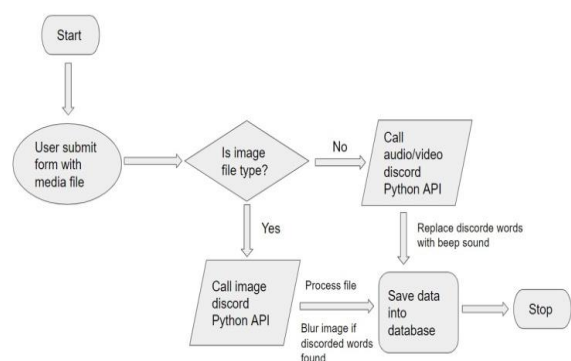 Start
User submit
form with
media file
Is image
file type?
No
Call
audio/video
discord
Python API
Yes
Replace discorde words
with beep sound
Call image
discord
Python API
Process file
Blur image if
discorded words
found
Save data
into
database
Stop